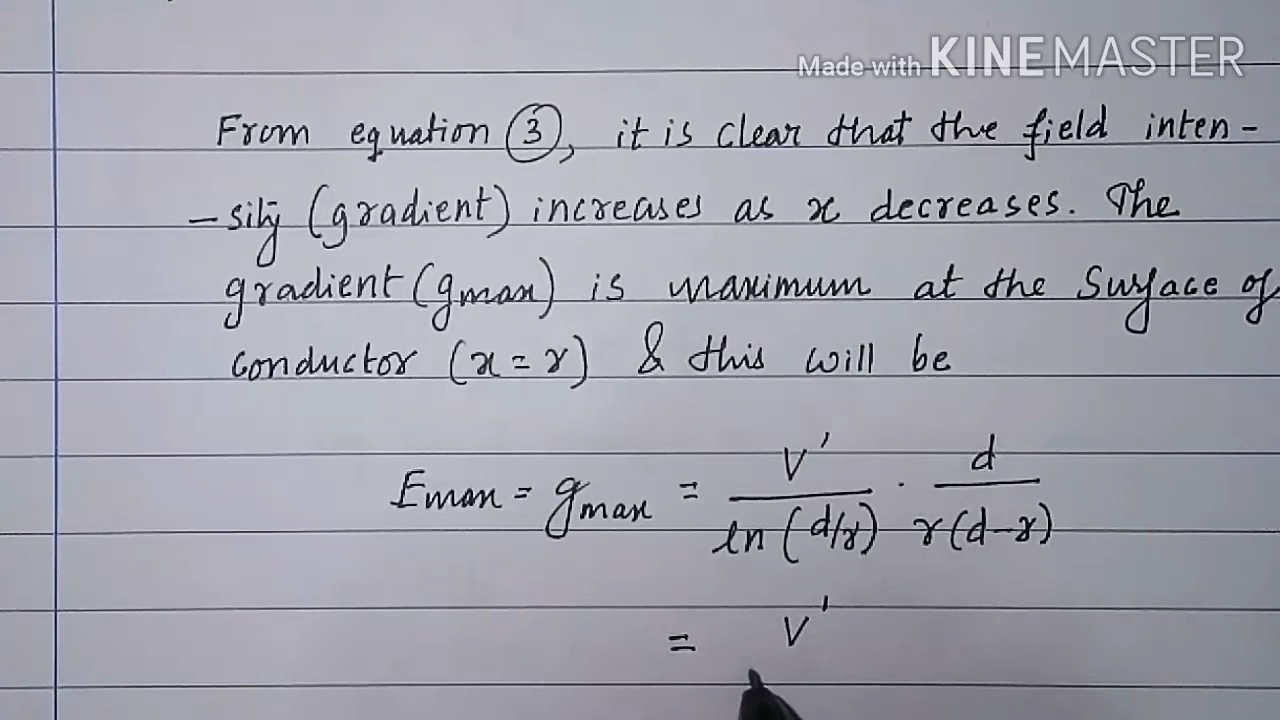 Made with KINEMASTER
From equation ③, it is clear that the field inten-
-sity (gradient) increases as x decreases. The
gradient (gmax) is maximum at the surface of
conductor (x = r) & this will be
Emax = gmax = V' / ln (d/r) · d / r(d-r)
= V'